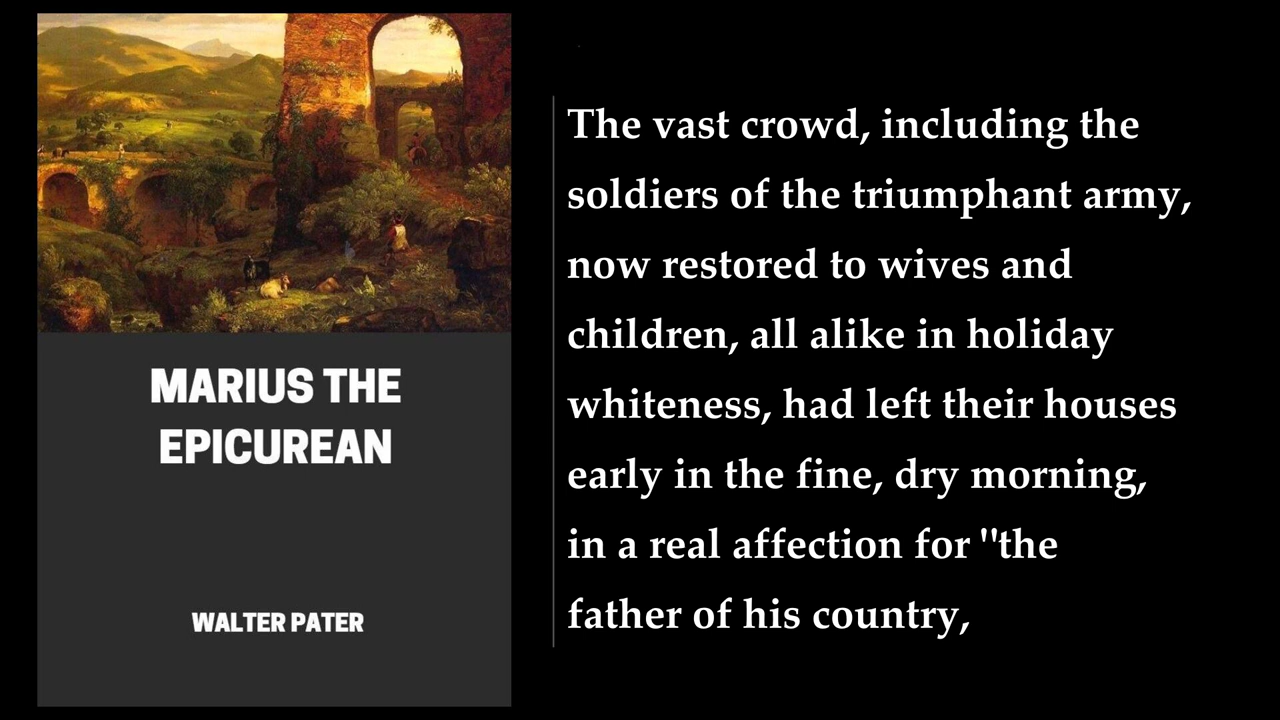 MARIUS THE
EPICUREAN
WALTER PATER
The vast crowd, including the
soldiers of the triumphant army,
now restored to wives and
children, all alike in holiday
whiteness, had left their houses
early in the fine, dry morning,
in a real affection for "the
father of his country,